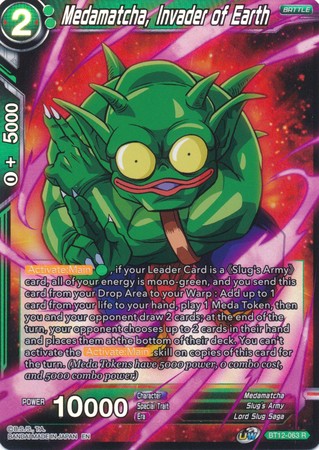 2
Medamatcha, Invader of Earth
BATTLE
0 + 5000
Activate Main , if your Leader Card is a 《Slug's Army》
card, all of your energy is mono-green, and you send this
card from your Drop Area to your Warp : Add up to 1
card from your life to your hand, play 1 Meda Token, then
you and your opponent draw 2 cards; at the end of the
turn, your opponent chooses up to 2 cards in their hand
and places them at the bottom of their deck. You can't
activate the Activate Main skill on copies of this card
for the turn. (Meda Tokens have 5000 power, 0 combo cost,
and 5000 combo power.)
POWER 10000
Character Medamatcha
Special Trait Slug's Army
Era Lord Slug Saga
©B.S./S., T.A.
BANDAI MADE IN JAPAN EN
BT12-063 R